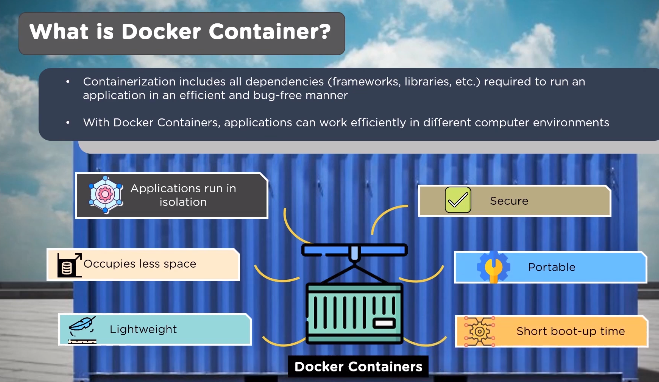 What is Docker Container?
• Containerization includes all dependencies (frameworks, libraries, etc.) required to run an
application in an efficient and bug-free manner
• With Docker Containers, applications can work efficiently in different computer environments
Applications run in
isolation
Secure
Occupies less space
Portable
Lightweight
Short boot-up time
Docker Containers